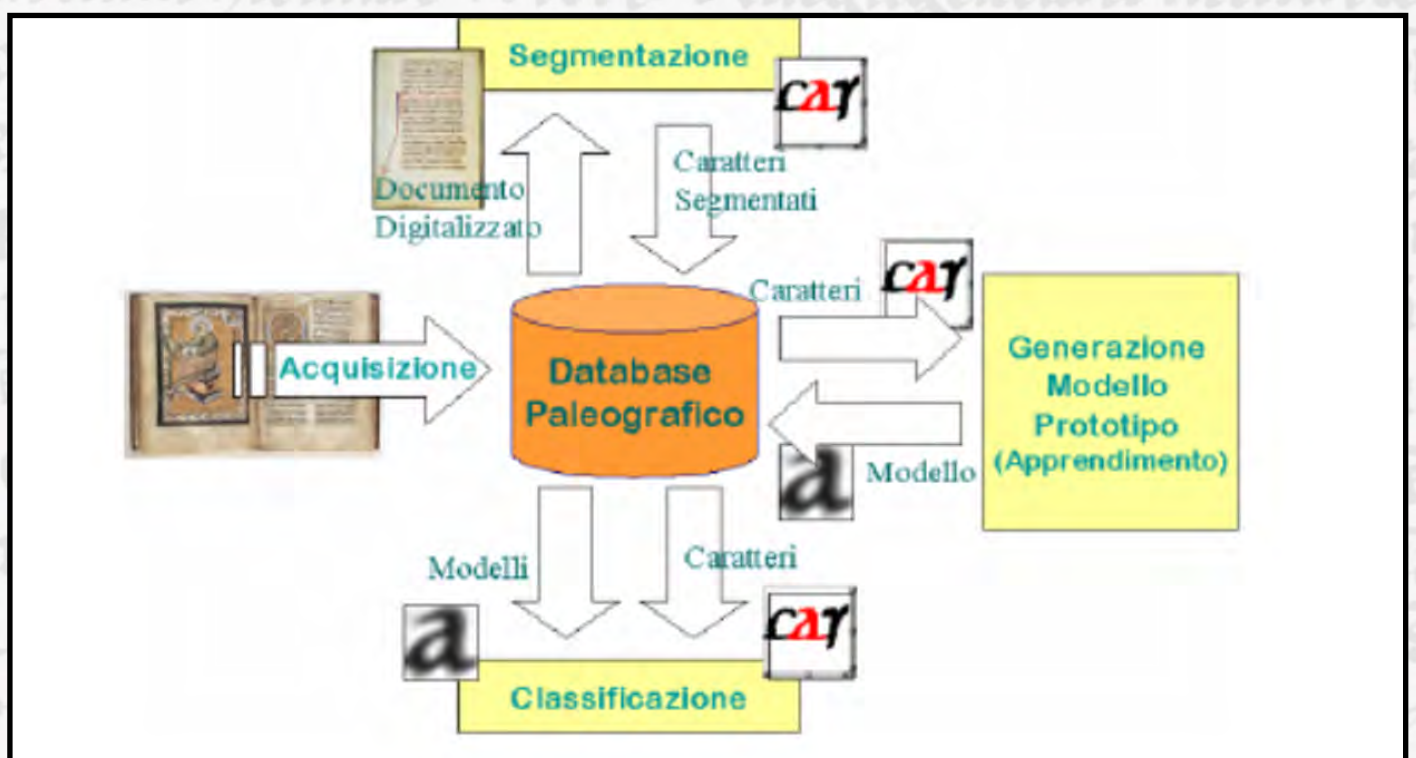 Segmentazione
car
Documento
Digitalizzato
Caratteri
Segmentati
Caratteri
car
Acquisizione
Database
Paleografico
Generazione
Modello
Prototipo
(Apprendimento)
Modello
a
Modelli
Caratteri
a
car
Classificazione